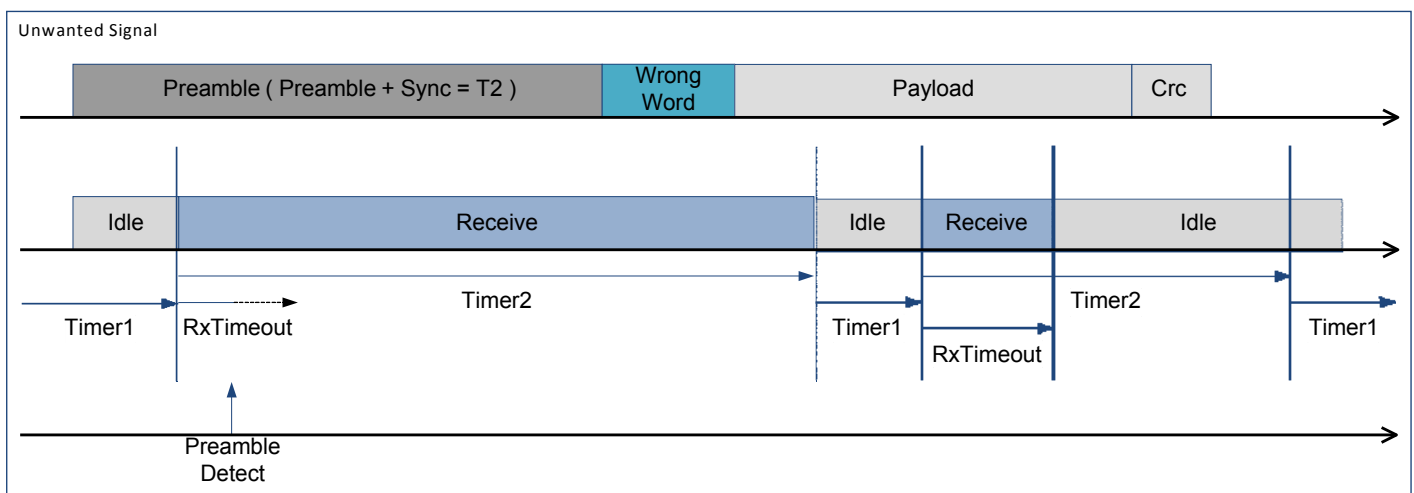 Unwanted Signal
Preamble ( Preamble + Sync = T2 )
Wrong
Word
Payload
Crc
Idle
Receive
Idle
Receive
Idle
Timer2
Timer2
Timer1
RxTimeout
Timer1
Timer1
RxTimeout
Preamble
Detect